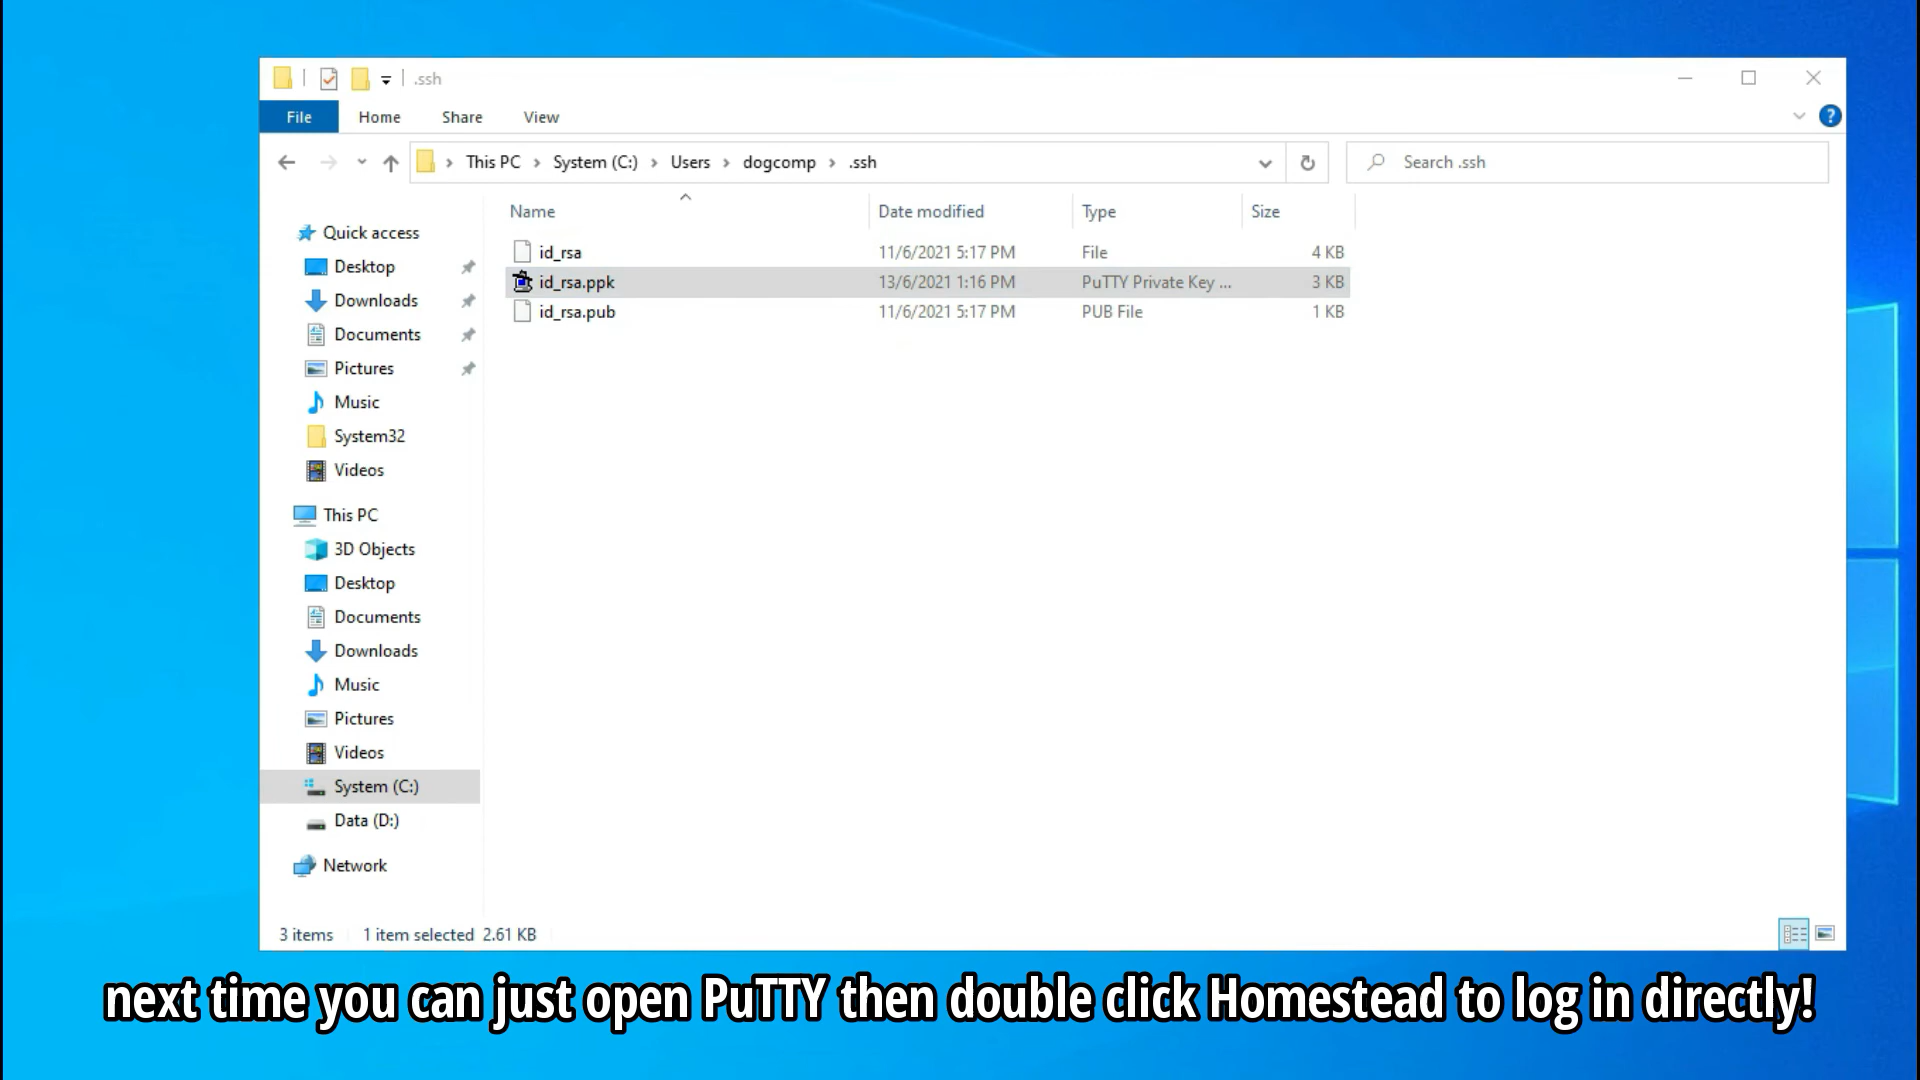 .ssh
File Home Share View
This PC System (C:) Users dogcomp .ssh Search .ssh
Name Date modified Type Size
id_rsa 11/6/2021 5:17 PM File 4 KB
id_rsa.ppk 13/6/2021 1:16 PM PuTTY Private Key ... 3 KB
id_rsa.pub 11/6/2021 5:17 PM PUB File 1 KB
Quick access
Desktop
Downloads
Documents
Pictures
Music
System32
Videos
This PC
3D Objects
Desktop
Documents
Downloads
Music
Pictures
Videos
System (C:)
Data (D:)
Network
3 items 1 item selected 2.61 KB
next time you can just open PuTTY then double click Homestead to log in directly!